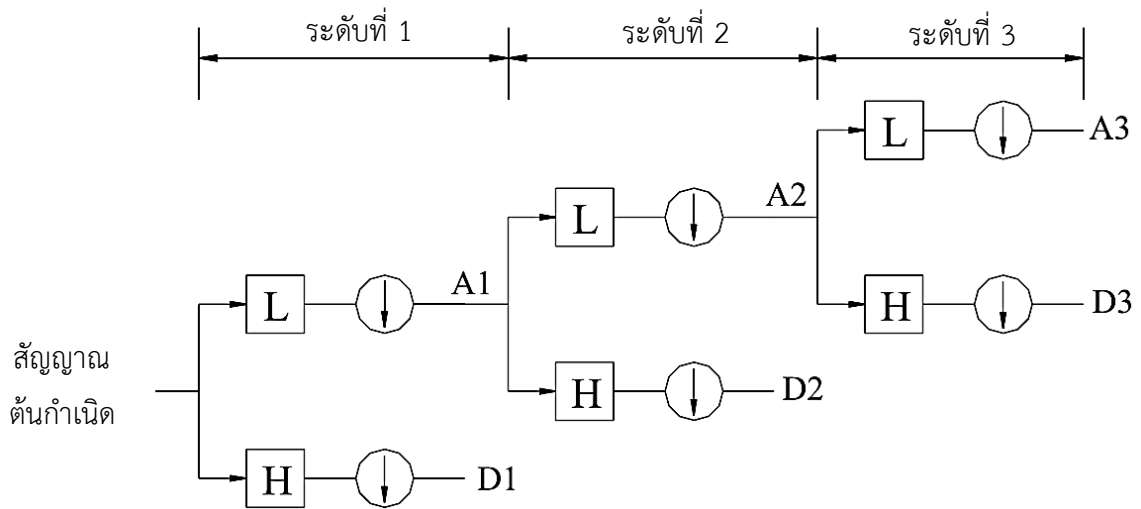 ระดับที่ 1
ระดับที่ 2
ระดับที่ 3
L
A3
L
A2
L
A1
H
D3
สัญญาณ
ต้นกำเนิด
H
D2
H
D1